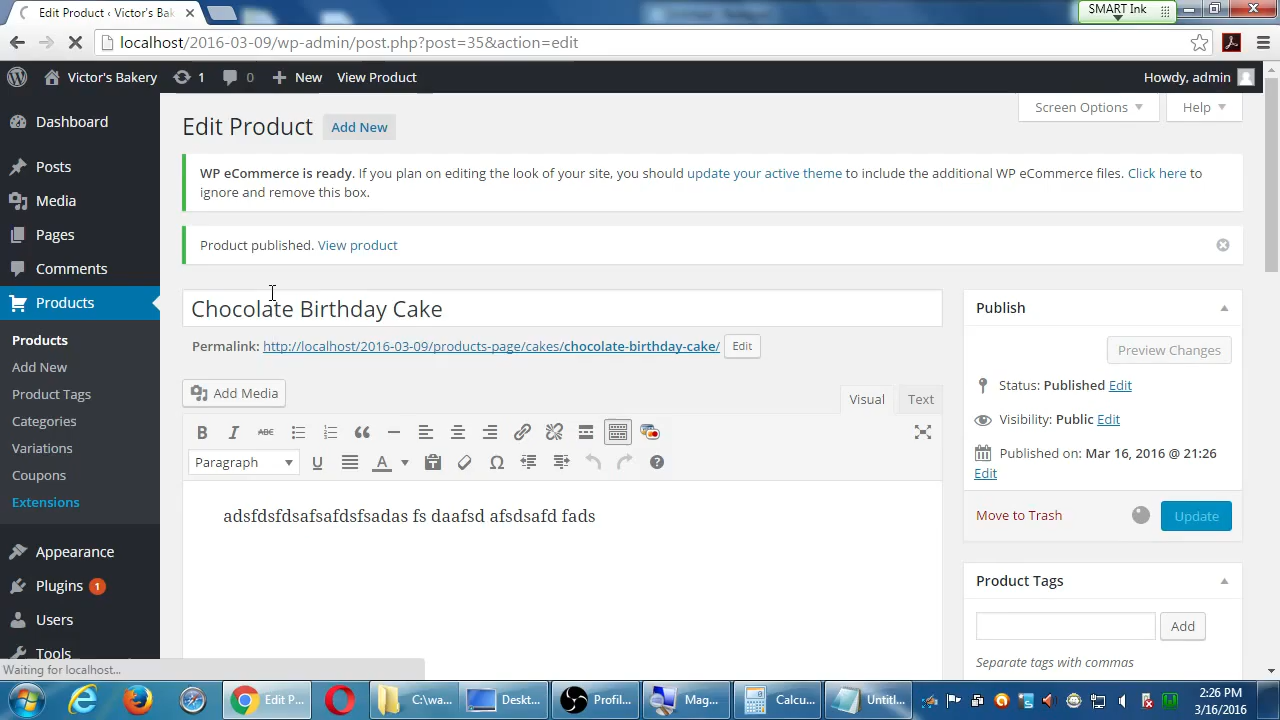 Edit Product ‹ Victor's Bak
SMART Ink
localhost/2016-03-09/wp-admin/post.php?post=35&action=edit
Victor's Bakery 1 0 New View Product Howdy, admin
Screen Options Help
Edit Product Add New
WP eCommerce is ready. If you plan on editing the look of your site, you should update your active theme to include the additional WP eCommerce files. Click here to
ignore and remove this box.
Product published. View product
Chocolate Birthday Cake
Permalink: http://localhost/2016-03-09/products-page/cakes/chocolate-birthday-cake/ Edit
Add Media
Visual Text
B I ABC
Paragraph U A Ω
adsfdsfdsafsafdsfsadas fs daafsd afsdsafd fads
Dashboard
Posts
Media
Pages
Comments
Products
Products
Add New
Product Tags
Categories
Variations
Coupons
Extensions
Appearance
Plugins 1
Users
Tools
Publish
Preview Changes
Status: Published Edit
Visibility: Public Edit
Published on: Mar 16, 2016 @ 21:26
Edit
Move to Trash Update
Product Tags
Add
Separate tags with commas
Waiting for localhost...
Edit P... C:\wa... Deskt... Profil... Mag... Calcu... Untitl...
2:26 PM
3/16/2016